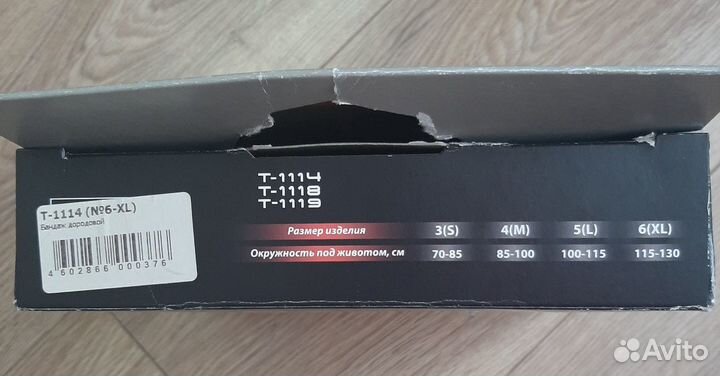 T-1114
T-1118
T-1119
T-1114 (№6-XL)
Бандаж дородовой
4 602866 000376
Размер изделия 3(S) 4(M) 5(L) 6(XL)
Окружность под животом, см 70-85 85-100 100-115 115-130
Avito